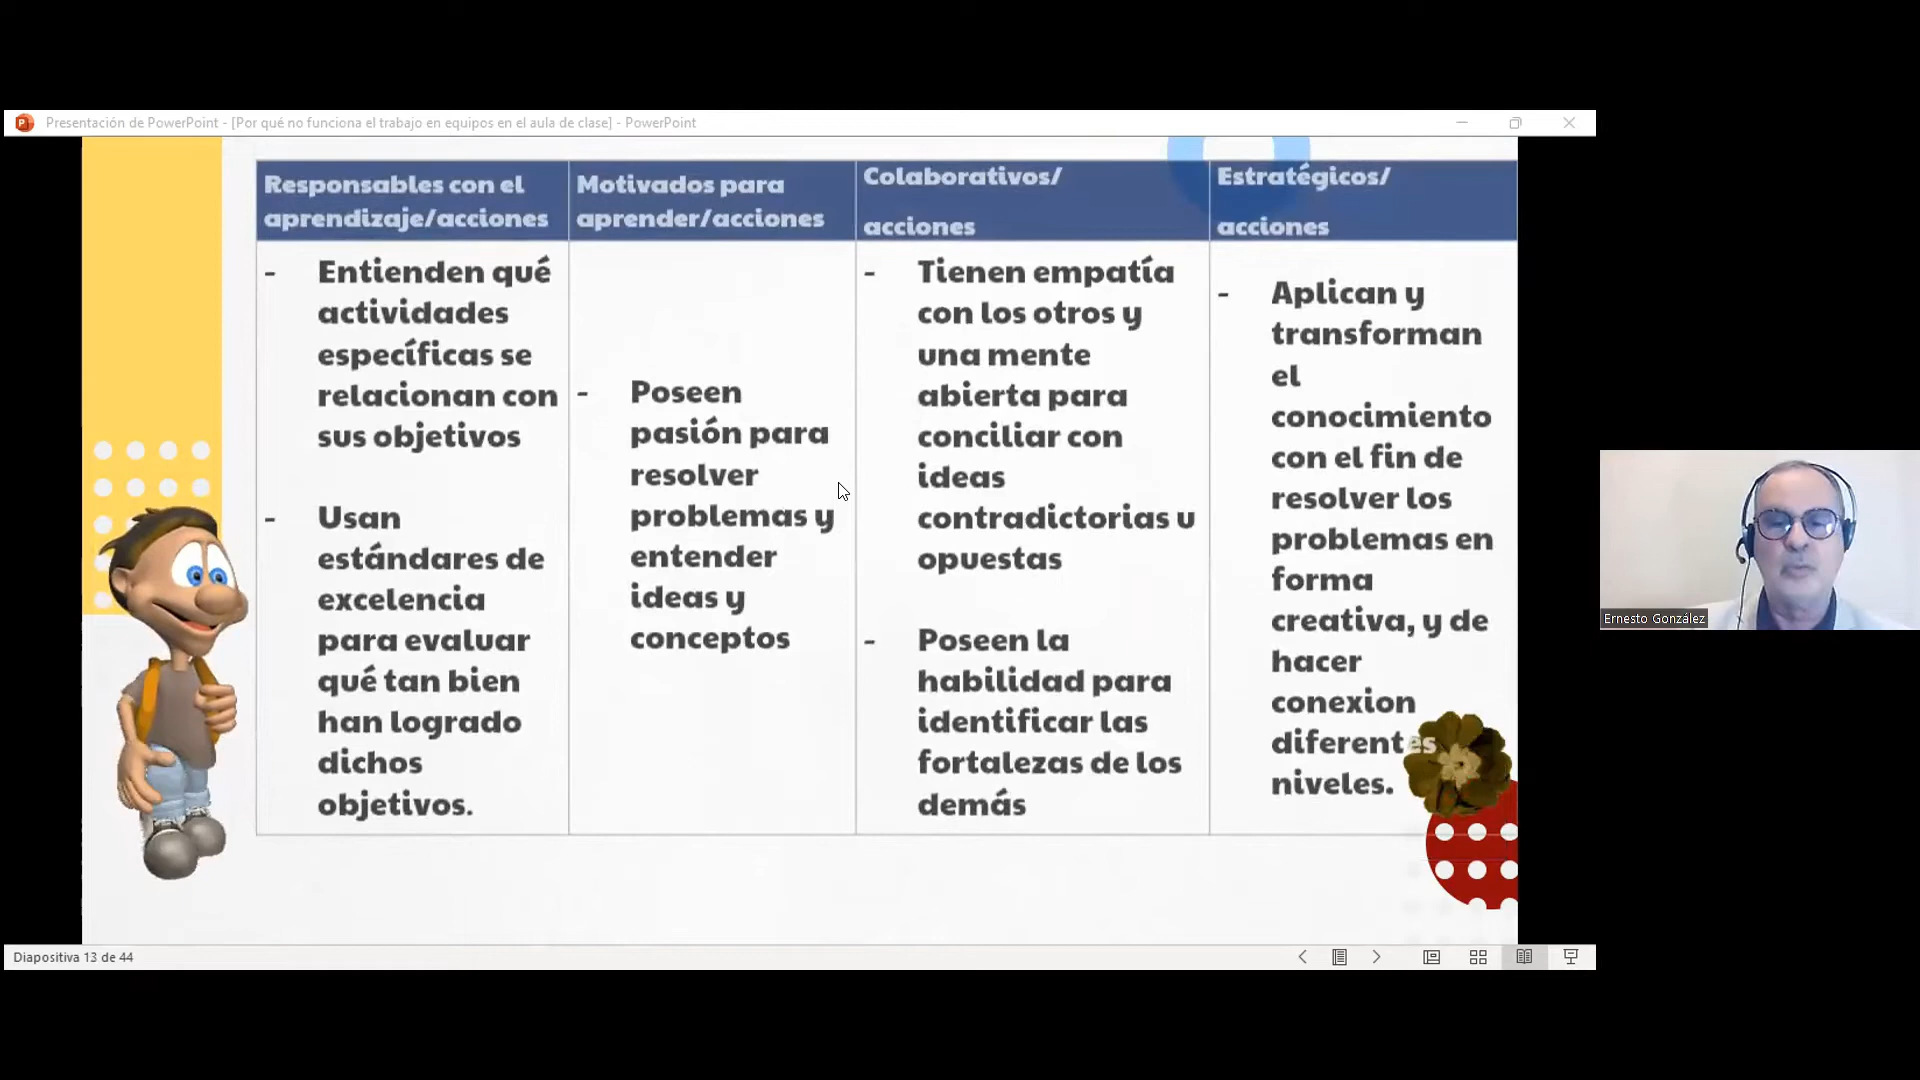 Presentación de PowerPoint - [Por qué no funciona el trabajo en equipos en el aula de clase] - PowerPoint
Responsables con el
aprendizaje/acciones
Motivados para
aprender/acciones
Colaborativos/
acciones
Estratégicos/
acciones
- Entienden qué
actividades
específicas se
relacionan con
sus objetivos
- Usan
estándares de
excelencia
para evaluar
qué tan bien
han logrado
dichos
objetivos.
- Poseen
pasión para
resolver
problemas y
entender
ideas y
conceptos
- Tienen empatía
con los otros y
una mente
abierta para
conciliar con
ideas
contradictorias u
opuestas
- Poseen la
habilidad para
identificar las
fortalezas de los
demás
- Aplican y
transforman
el
conocimiento
con el fin de
resolver los
problemas en
forma
creativa, y de
hacer
conexion
diferentes
niveles.
Ernesto González
Diapositiva 13 de 44